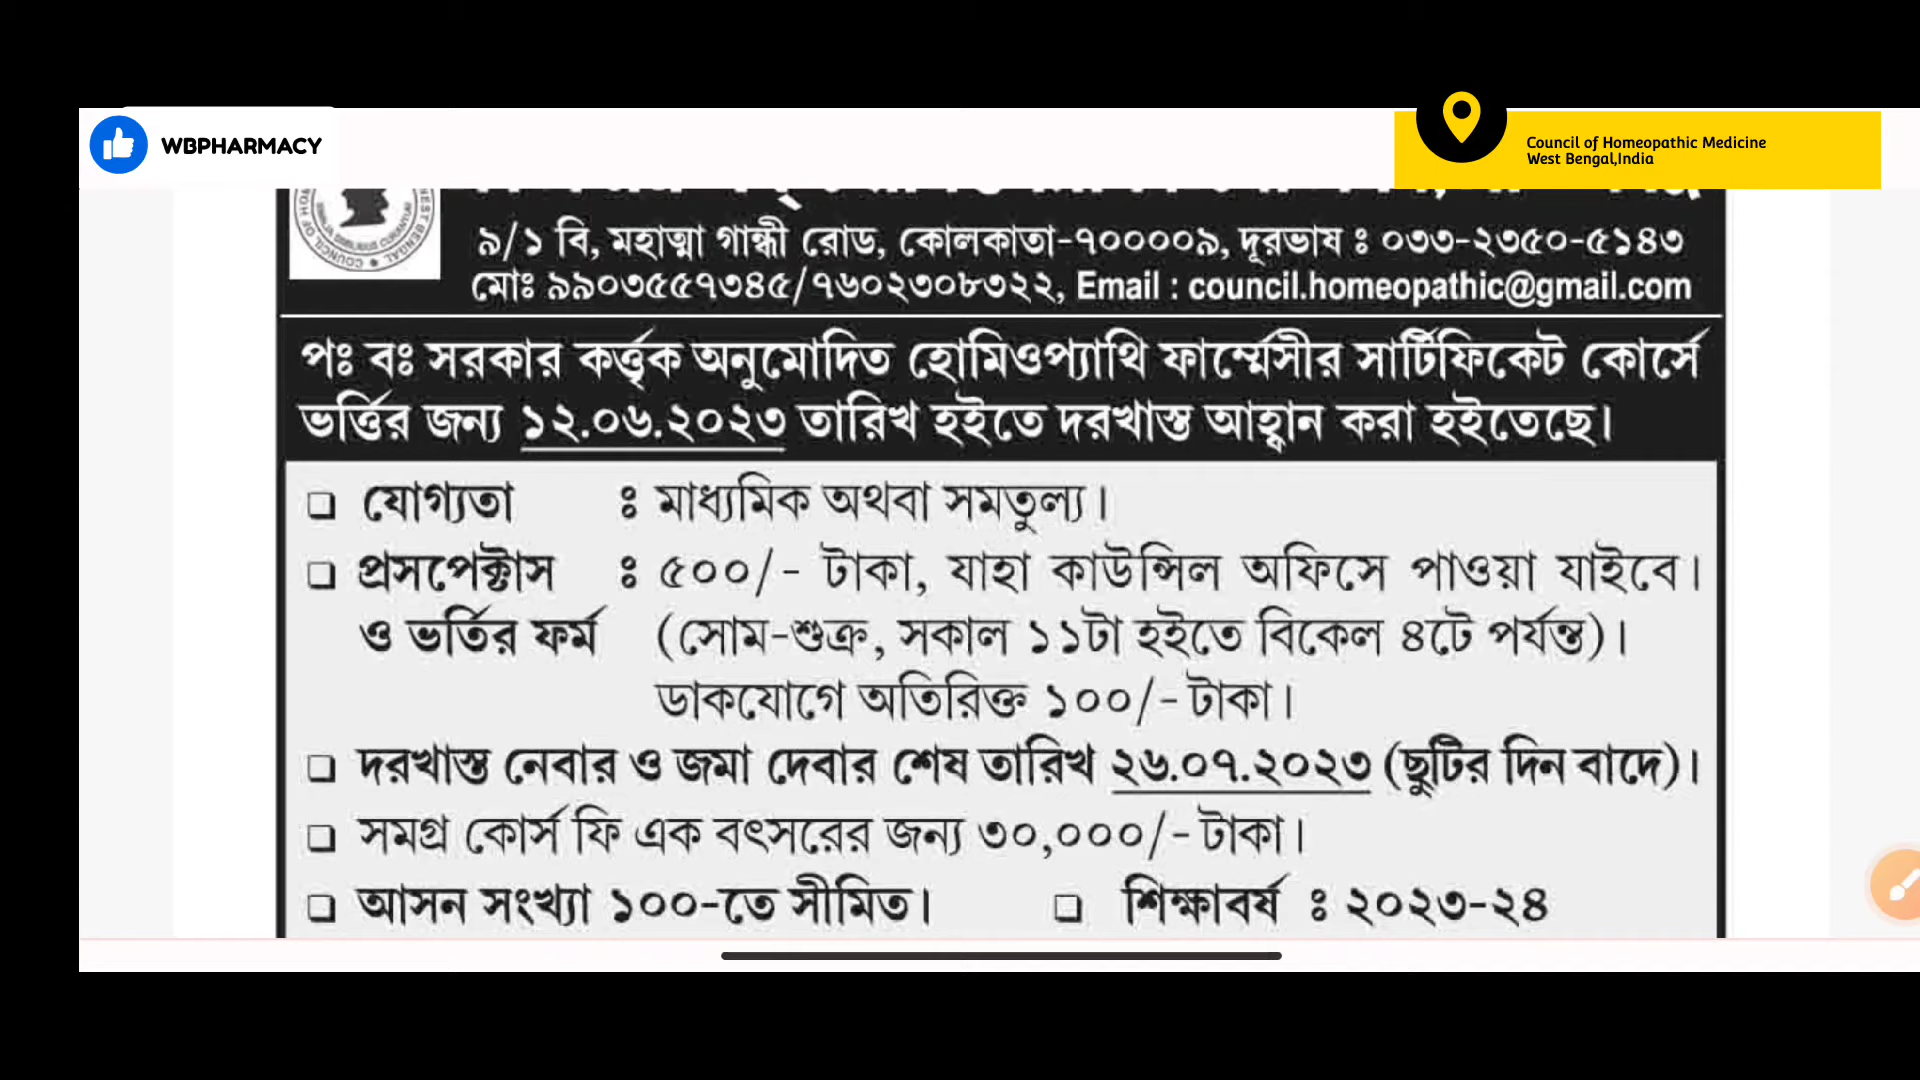 WBPHARMACY
Council of Homeopathic Medicine
West Bengal,India
৯/১ বি, মহাত্মা গান্ধী রোড, কোলকাতা-৭০০০০৯, দূরভাষ ঃ ০৩৩-২৩৫০-৫১৪৩
মোঃ ৯৯০৩৫৫৭৩৪৫/৭৬০২৩০৮৩২২, Email : council.homeopathic@gmail.com
পঃ বঃ সরকার কর্ত্তৃক অনুমোদিত হোমিওপ্যাথি ফার্ম্মেসীর সার্টিফিকেট কোর্সে
ভর্ত্তির জন্য ১২.০৬.২০২৩ তারিখ হইতে দরখাস্ত আহ্বান করা হইতেছে।
❑ যোগ্যতা ঃ মাধ্যমিক অথবা সমতুল্য।
❑ প্রসপেক্টাস ঃ ৫০০/- টাকা, যাহা কাউন্সিল অফিসে পাওয়া যাইবে।
ও ভর্তির ফর্ম (সোম-শুক্র, সকাল ১১টা হইতে বিকেল ৪টে পর্যন্ত)।
ডাকযোগে অতিরিক্ত ১০০/- টাকা।
❑ দরখাস্ত নেবার ও জমা দেবার শেষ তারিখ ২৬.০৭.২০২৩ (ছুটির দিন বাদে)।
❑ সমগ্র কোর্স ফি এক বৎসরের জন্য ৩০,০০০/- টাকা।
❑ আসন সংখ্যা ১০০-তে সীমিত। ❑ শিক্ষাবর্ষ ঃ ২০২৩-২৪